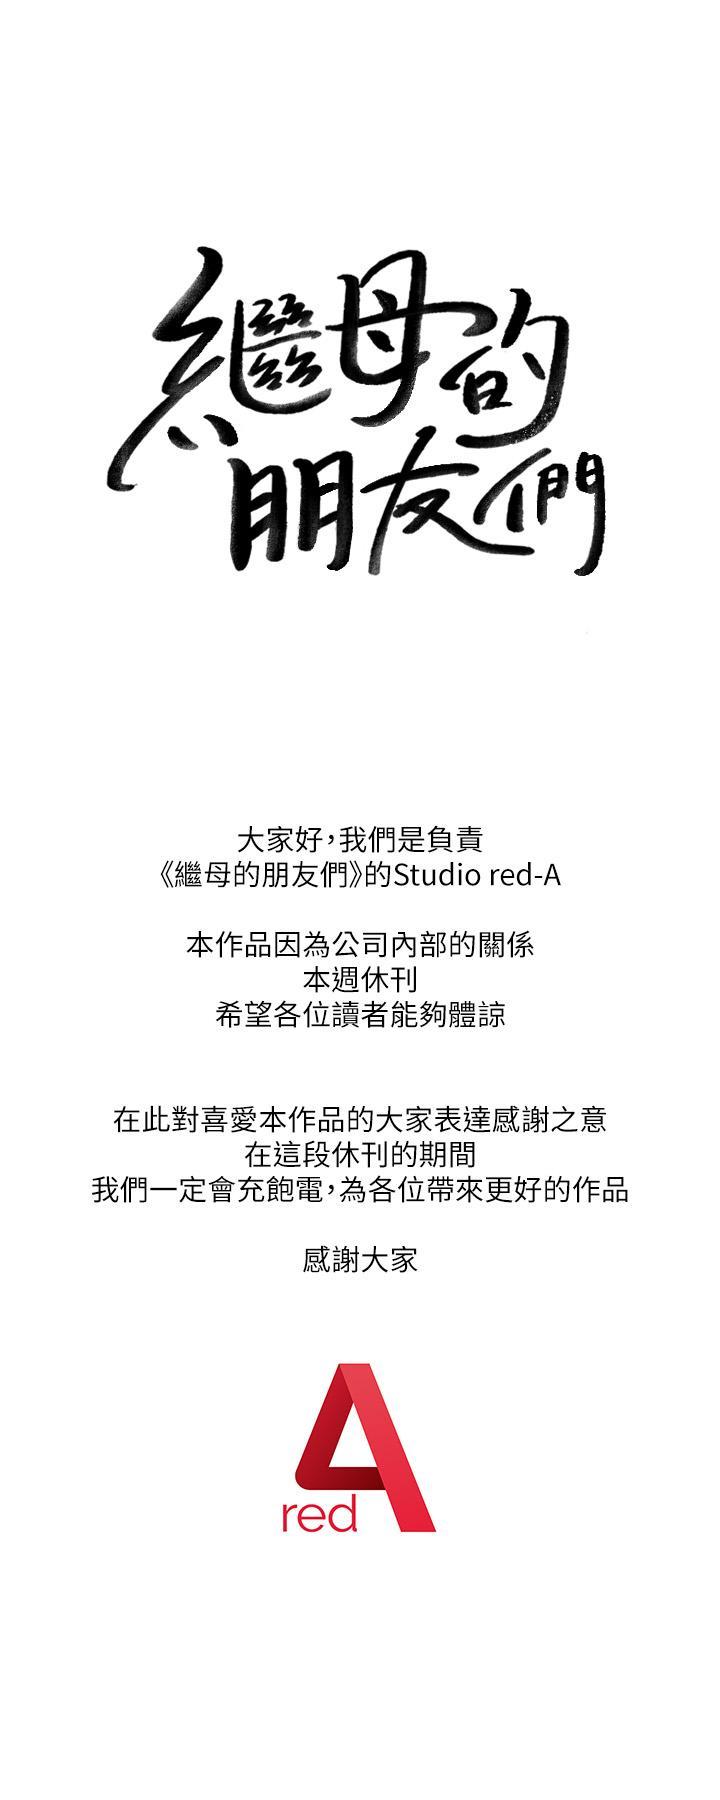 繼母的
朋友們
大家好，我們是負責
《繼母的朋友們》的Studio red-A
本作品因為公司內部的關係
本週休刊
希望各位讀者能夠體諒
在此對喜愛本作品的大家表達感謝之意
在這段休刊的期間
我們一定會充飽電，為各位帶來更好的作品
感謝大家
A
red